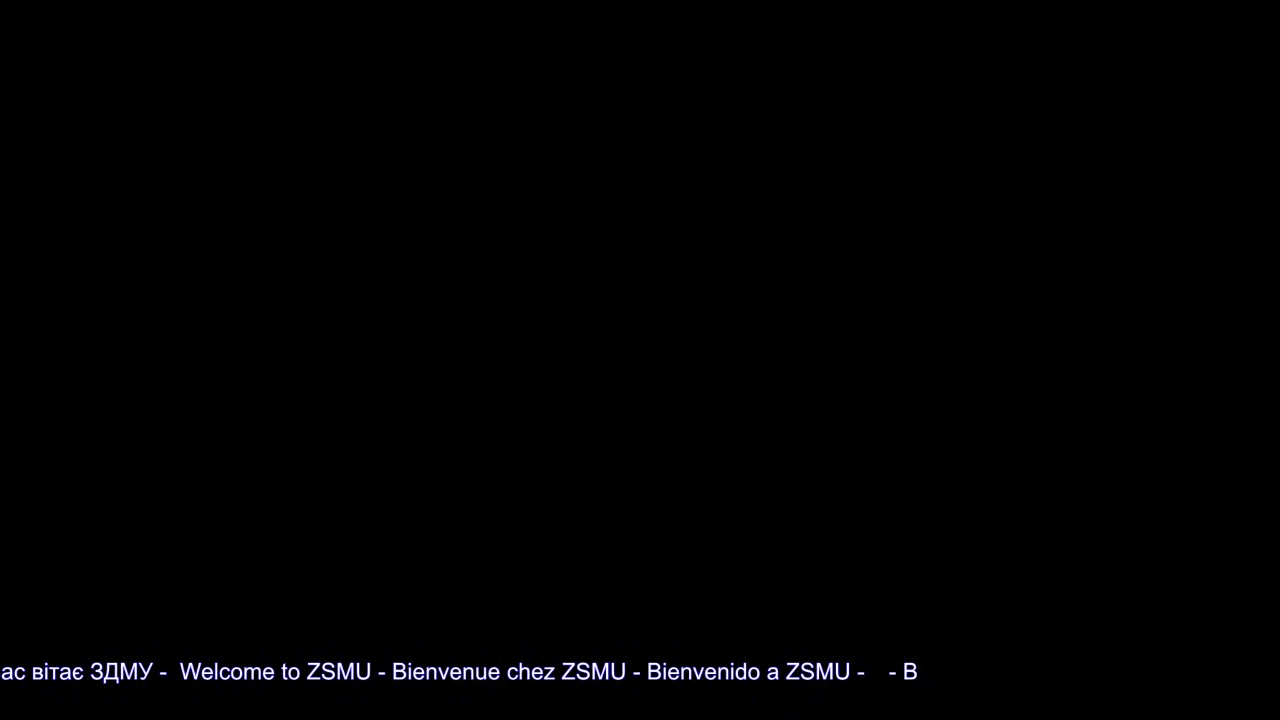 ас вітає ЗДМУ -  Welcome to ZSMU - Bienvenue chez ZSMU - Bienvenido a ZSMU -    - В